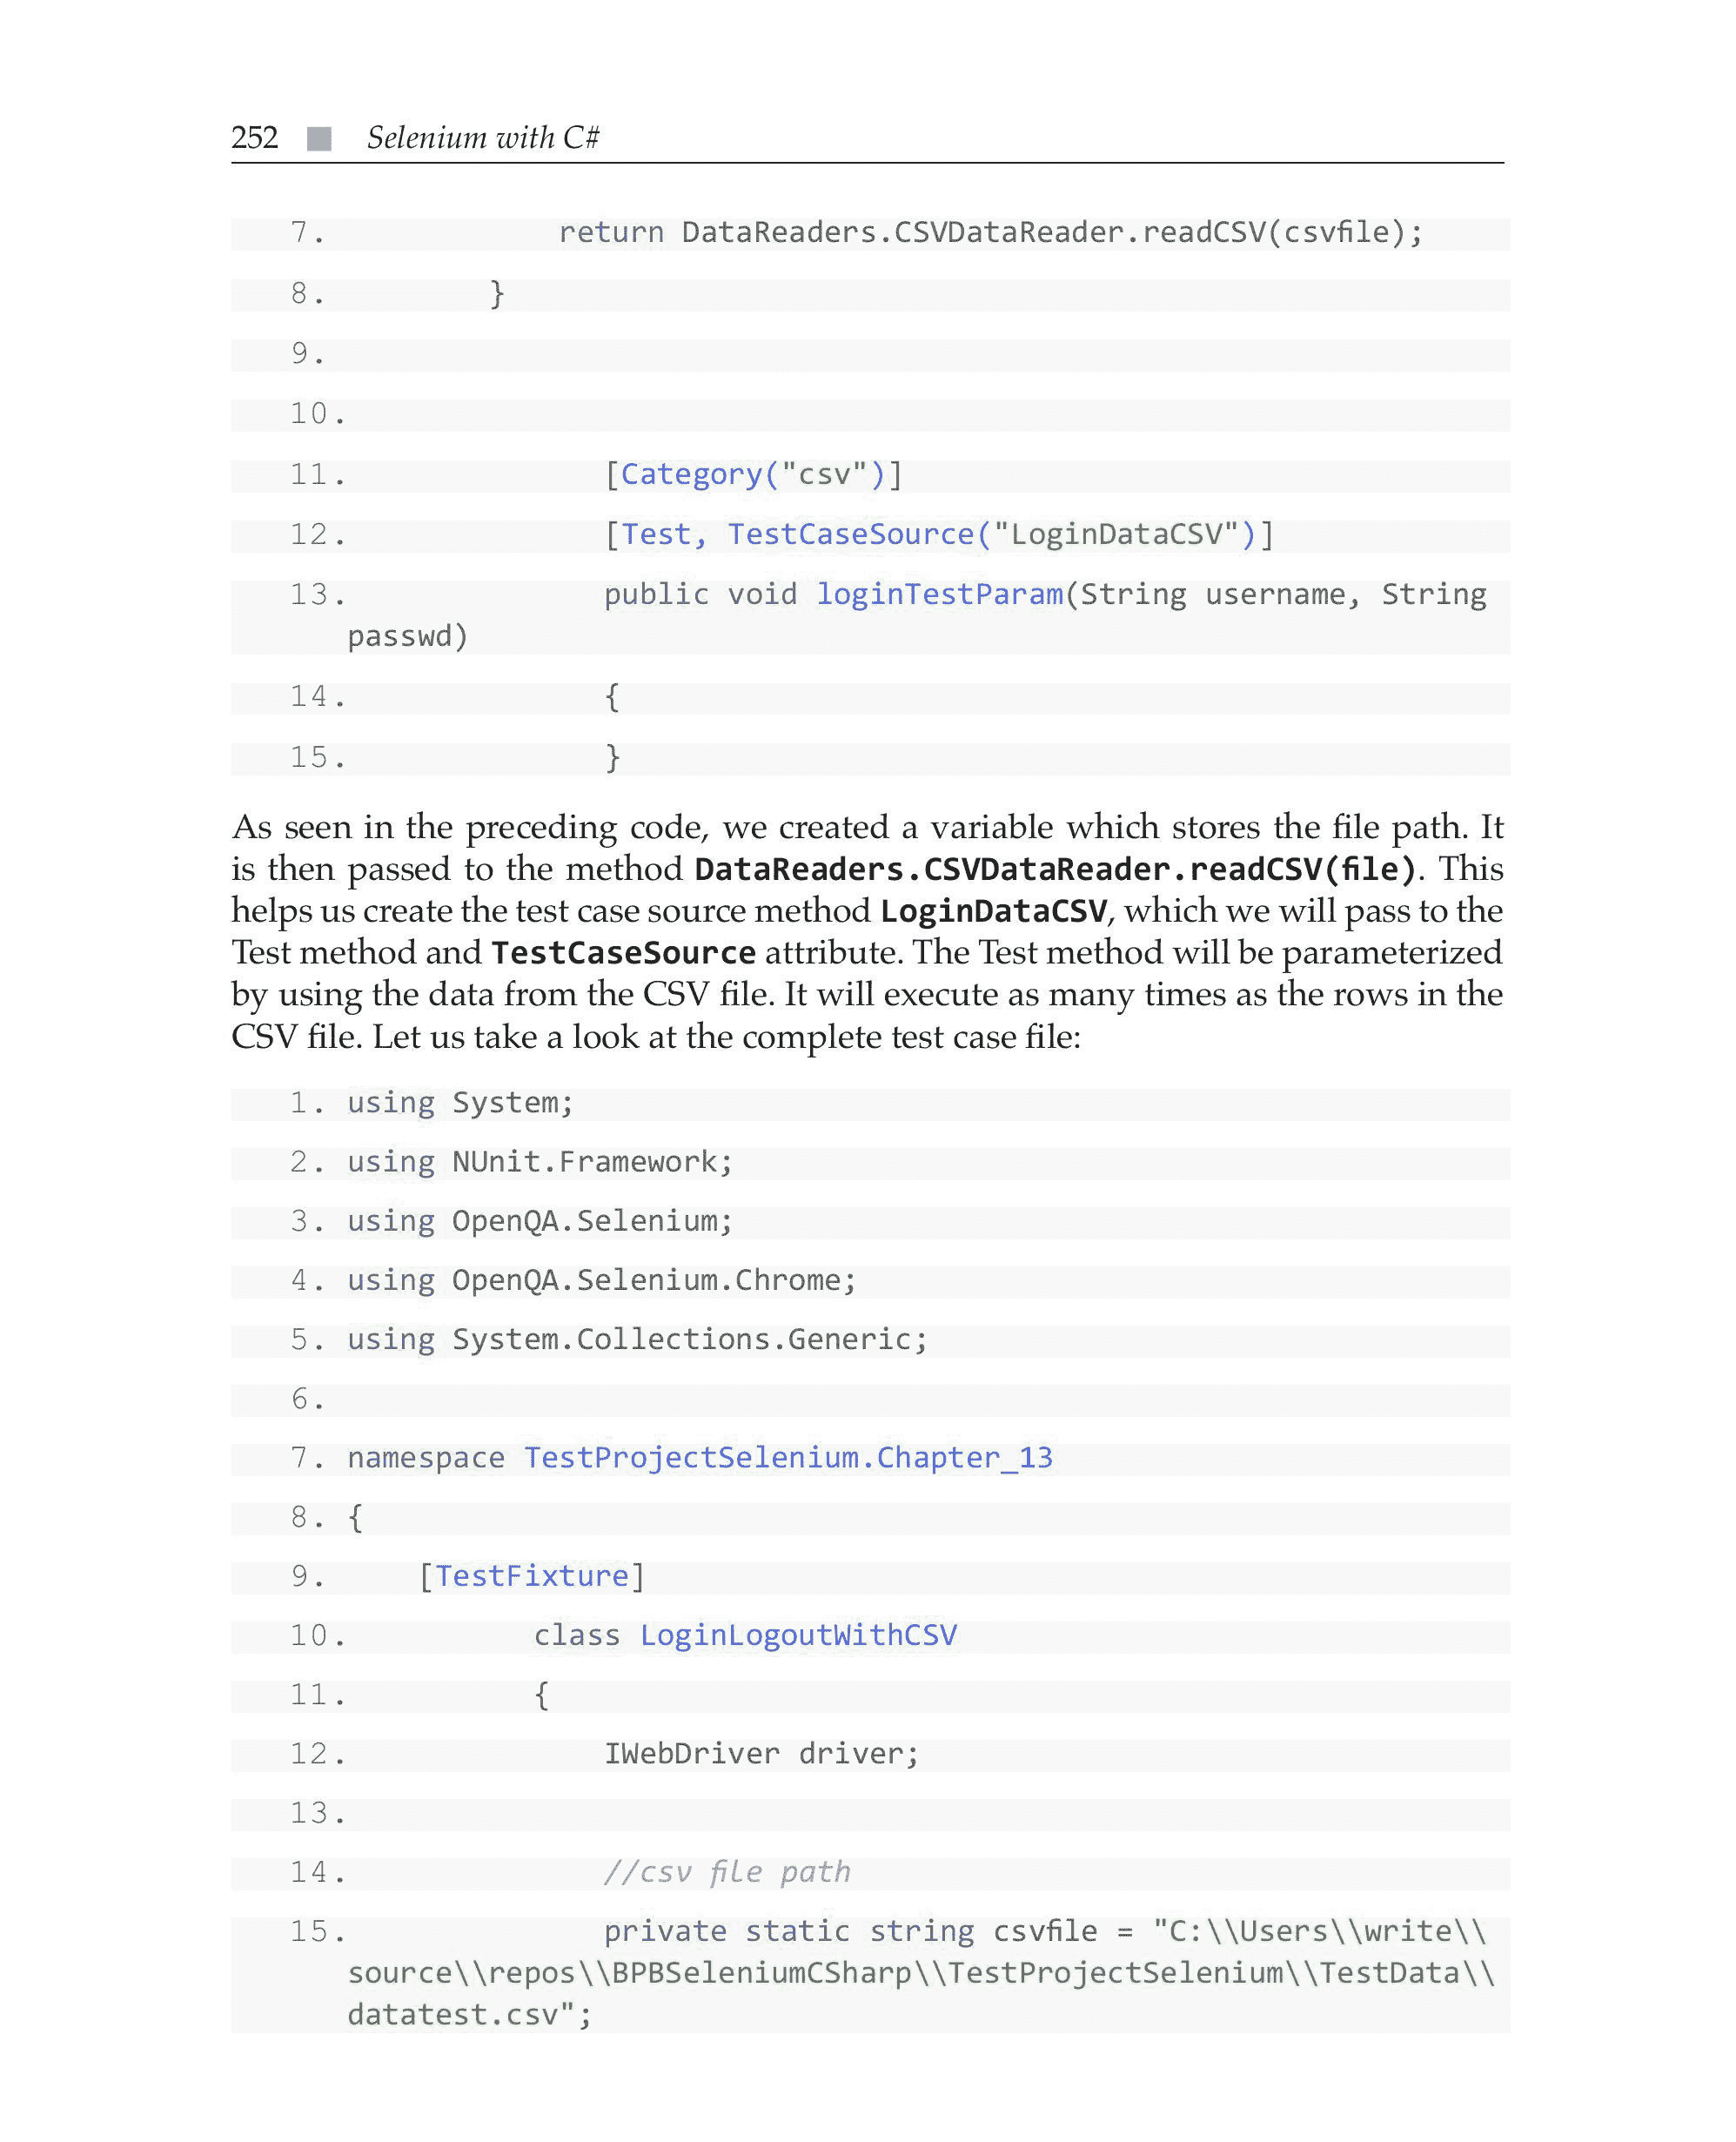 252 Selenium with C#
7. return DataReaders.CSVDataReader.readCSV(csvfile);
8. }
9.
10.
11. [Category("csv")]
12. [Test, TestCaseSource("LoginDataCSV")]
13. public void loginTestParam(String username, String
passwd)
14. {
15. }
As seen in the preceding code, we created a variable which stores the file path. It
is then passed to the method DataReaders.CSVDataReader.readCSV(file). This
helps us create the test case source method LoginDataCSV, which we will pass to the
Test method and TestCaseSource attribute. The Test method will be parameterized
by using the data from the CSV file. It will execute as many times as the rows in the
CSV file. Let us take a look at the complete test case file:
1. using System;
2. using NUnit.Framework;
3. using OpenQA.Selenium;
4. using OpenQA.Selenium.Chrome;
5. using System.Collections.Generic;
6.
7. namespace TestProjectSelenium.Chapter_13
8. {
9. [TestFixture]
10. class LoginLogoutWithCSV
11. {
12. IWebDriver driver;
13.
14. //csv file path
15. private static string csvfile = "C:\\Users\\write\\
source\\repos\\BPBSeleniumCSharp\\TestProjectSelenium\\TestData\\
datatest.csv";